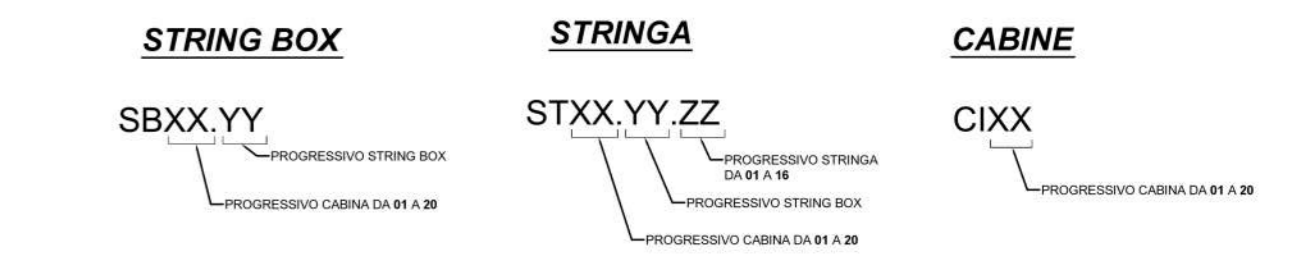 STRING BOX
SBXX.YY
PROGRESSIVO STRING BOX
PROGRESSIVO CABINA DA 01 A 20
STRINGA
STXX.YY.ZZ
PROGRESSIVO STRINGA
DA 01 A 16
PROGRESSIVO STRING BOX
PROGRESSIVO CABINA DA 01 A 20
CABINE
CIXX
PROGRESSIVO CABINA DA 01 A 20